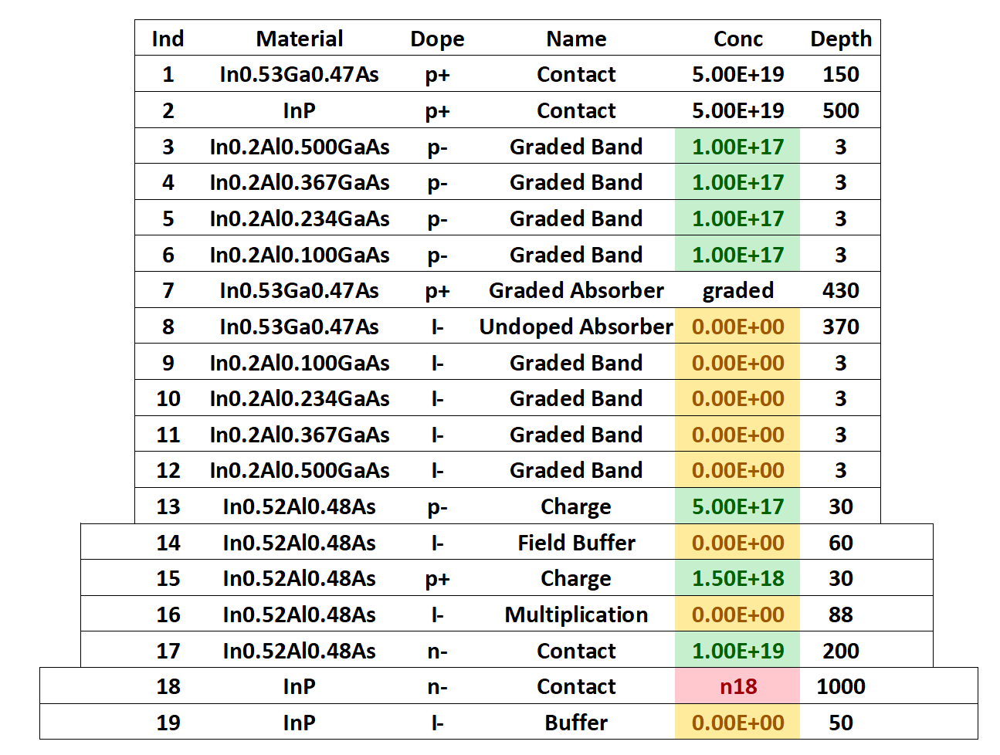 Ind Material Dope Name Conc Depth
1 In0.53Ga0.47As p+ Contact 5.00E+19 150
2 InP p+ Contact 5.00E+19 500
3 In0.2Al0.500GaAs p- Graded Band 1.00E+17 3
4 In0.2Al0.367GaAs p- Graded Band 1.00E+17 3
5 In0.2Al0.234GaAs p- Graded Band 1.00E+17 3
6 In0.2Al0.100GaAs p- Graded Band 1.00E+17 3
7 In0.53Ga0.47As p+ Graded Absorber graded 430
8 In0.53Ga0.47As I- Undoped Absorber 0.00E+00 370
9 In0.2Al0.100GaAs I- Graded Band 0.00E+00 3
10 In0.2Al0.234GaAs I- Graded Band 0.00E+00 3
11 In0.2Al0.367GaAs I- Graded Band 0.00E+00 3
12 In0.2Al0.500GaAs I- Graded Band 0.00E+00 3
13 In0.52Al0.48As p- Charge 5.00E+17 30
14 In0.52Al0.48As I- Field Buffer 0.00E+00 60
15 In0.52Al0.48As p+ Charge 1.50E+18 30
16 In0.52Al0.48As I- Multiplication 0.00E+00 88
17 In0.52Al0.48As n- Contact 1.00E+19 200
18 InP n- Contact n18 1000
19 InP I- Buffer 0.00E+00 50